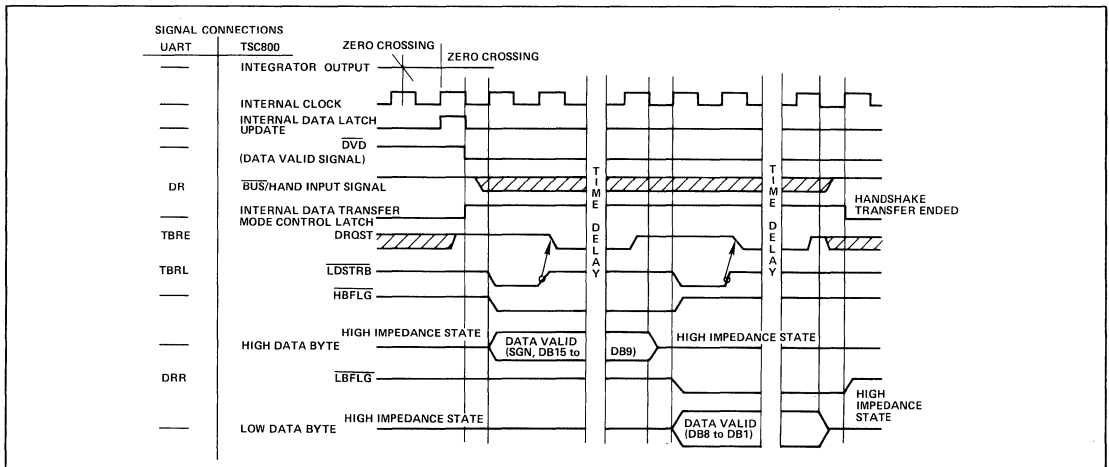 SIGNAL CONNECTIONS
UART TSC800
ZERO CROSSING
ZERO CROSSING
— INTEGRATOR OUTPUT
— INTERNAL CLOCK
— INTERNAL DATA LATCH
UPDATE
— DVD
(DATA VALID SIGNAL)
DR BUS/HAND INPUT SIGNAL
— INTERNAL DATA TRANSFER
MODE CONTROL LATCH
HANDSHAKE
TRANSFER ENDED
TBRE DRQST
TBRL LDSTRB
— HBFLG
HIGH IMPEDANCE STATE
— HIGH DATA BYTE
DATA VALID
(SGN, DB15 to DB9)
HIGH IMPEDANCE STATE
DRR LBFLG
HIGH
IMPEDANCE
STATE
HIGH IMPEDANCE STATE
— LOW DATA BYTE
DATA VALID
(DB8 to DB1)
TIME DELAY
TIME DELAY